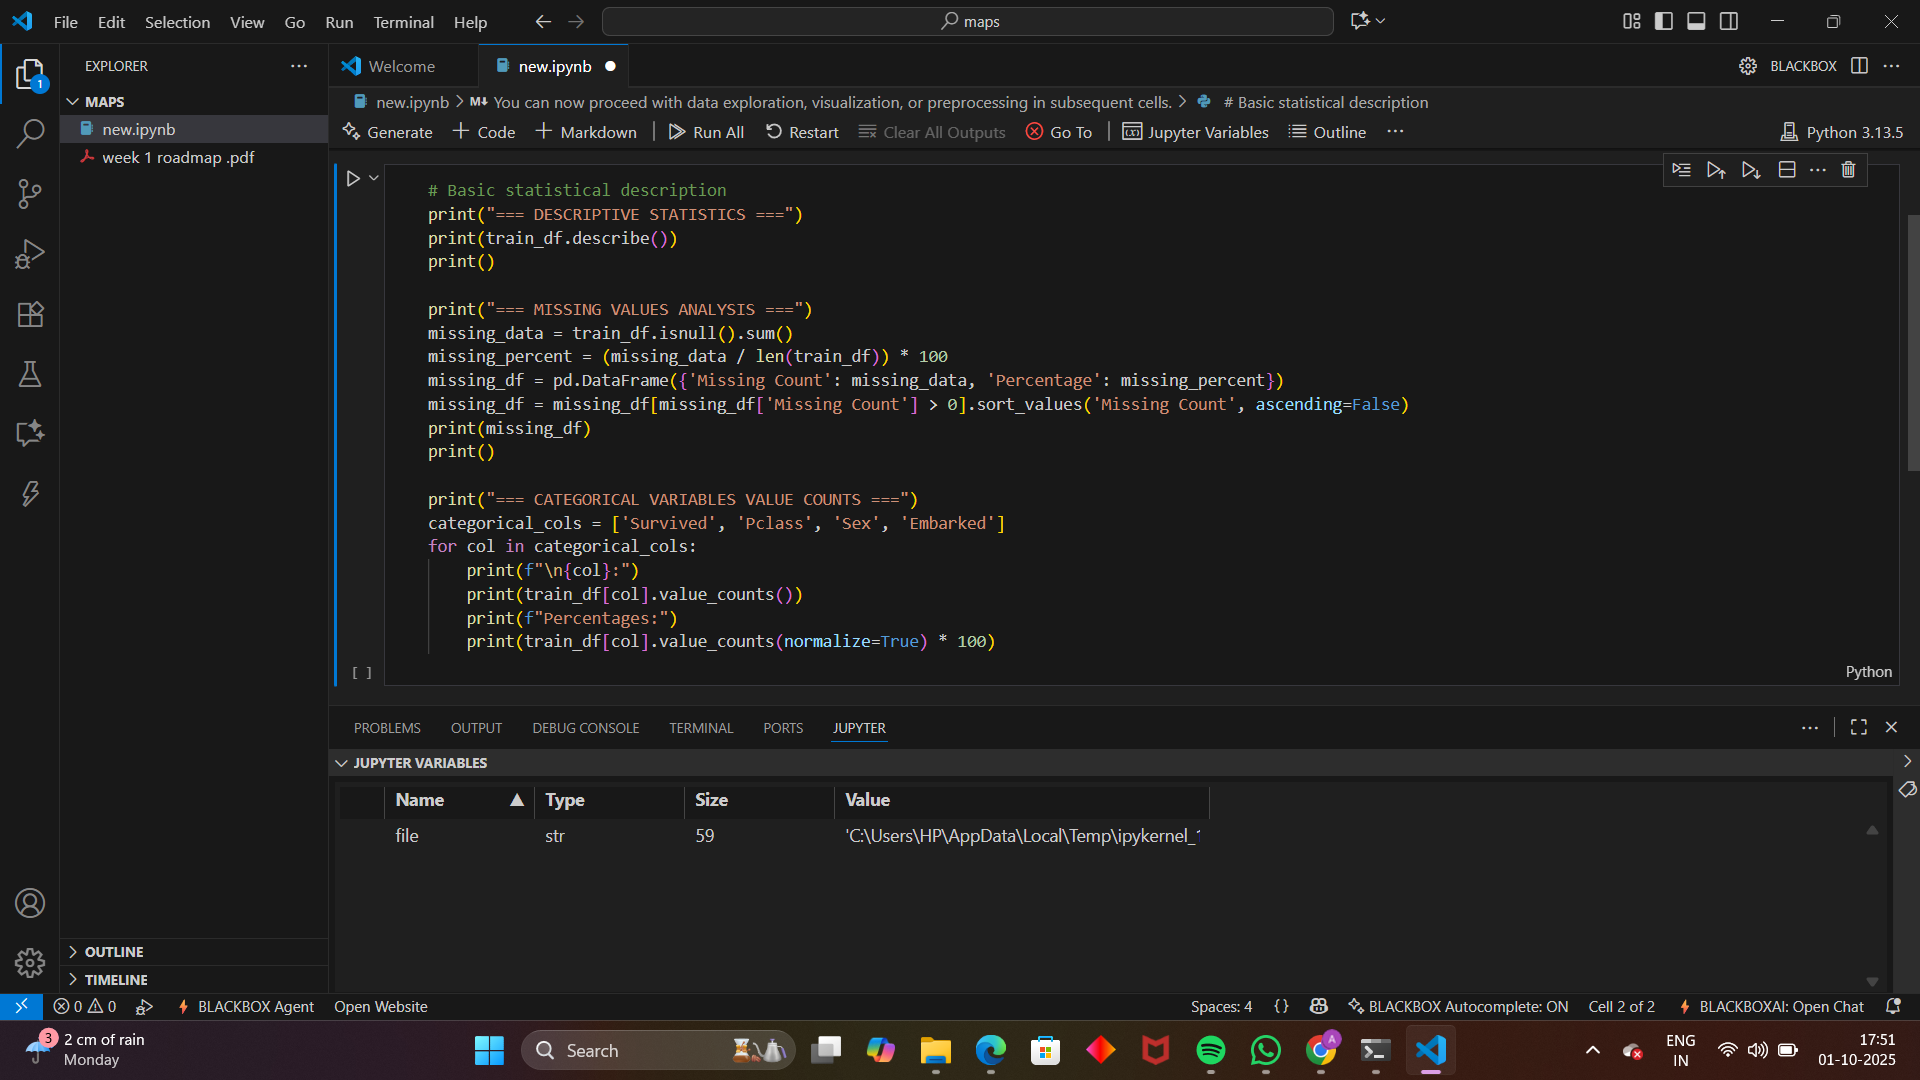 File Edit Selection View Go Run Terminal Help
maps
EXPLORER
Welcome
new.ipynb
BLACKBOX
MAPS
new.ipynb
week 1 roadmap .pdf
new.ipynb > M↓ You can now proceed with data exploration, visualization, or preprocessing in subsequent cells. > # Basic statistical description
Generate + Code + Markdown | Run All Restart Clear All Outputs Go To | Jupyter Variables Outline ...
Python 3.13.5
# Basic statistical description
print("=== DESCRIPTIVE STATISTICS ===")
print(train_df.describe())
print()
print("=== MISSING VALUES ANALYSIS ===")
missing_data = train_df.isnull().sum()
missing_percent = (missing_data / len(train_df)) * 100
missing_df = pd.DataFrame({'Missing Count': missing_data, 'Percentage': missing_percent})
missing_df = missing_df[missing_df['Missing Count'] > 0].sort_values('Missing Count', ascending=False)
print(missing_df)
print()
print("=== CATEGORICAL VARIABLES VALUE COUNTS ===")
categorical_cols = ['Survived', 'Pclass', 'Sex', 'Embarked']
for col in categorical_cols:
    print(f"\n{col}:")
    print(train_df[col].value_counts())
    print(f"Percentages:")
    print(train_df[col].value_counts(normalize=True) * 100)
[ ]
Python
PROBLEMS OUTPUT DEBUG CONSOLE TERMINAL PORTS JUPYTER
JUPYTER VARIABLES
Name Type Size Value
file str 59 'C:\Users\HP\AppData\Local\Temp\ipykernel_
OUTLINE
TIMELINE
0 0 BLACKBOX Agent Open Website
Spaces: 4 {} BLACKBOX Autocomplete: ON Cell 2 of 2 BLACKBOXAI: Open Chat
3
2 cm of rain
Monday
Search
A
ENG
IN
17:51
01-10-2025
1